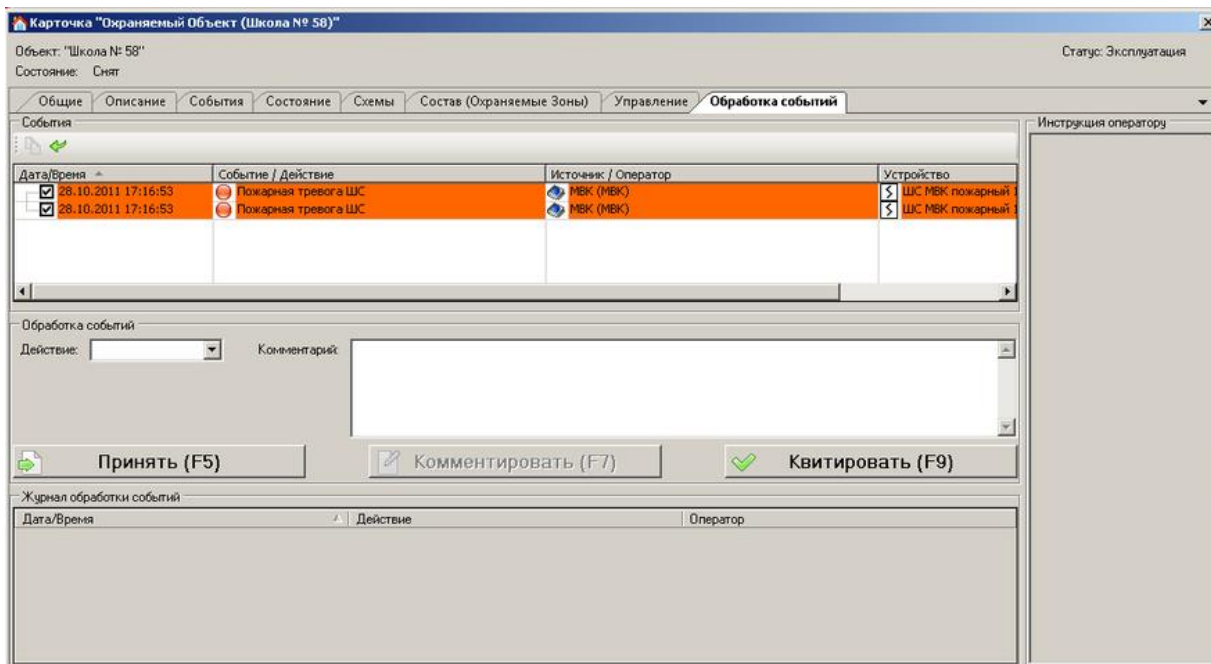 Карточка "Охраняемый Объект (Школа № 58)"
Объект: "Школа № 58"
Статус: Эксплуатация
Состояние: Снят
Общие Описание События Состояние Схемы Состав (Охраняемые Зоны) Управление Обработка событий
События
Инструкция оператору
Дата/Время Событие / Действие Источник / Оператор Устройство
28.10.2011 17:16:53 Пожарная тревога ШС МВК (МВК) ШС МВК пожарный 1
28.10.2011 17:16:53 Пожарная тревога ШС МВК (МВК) ШС МВК пожарный 1
Обработка событий
Действие: Комментарий:
Принять (F5) Комментировать (F7) Квитировать (F9)
Журнал обработки событий
Дата/Время Действие Оператор